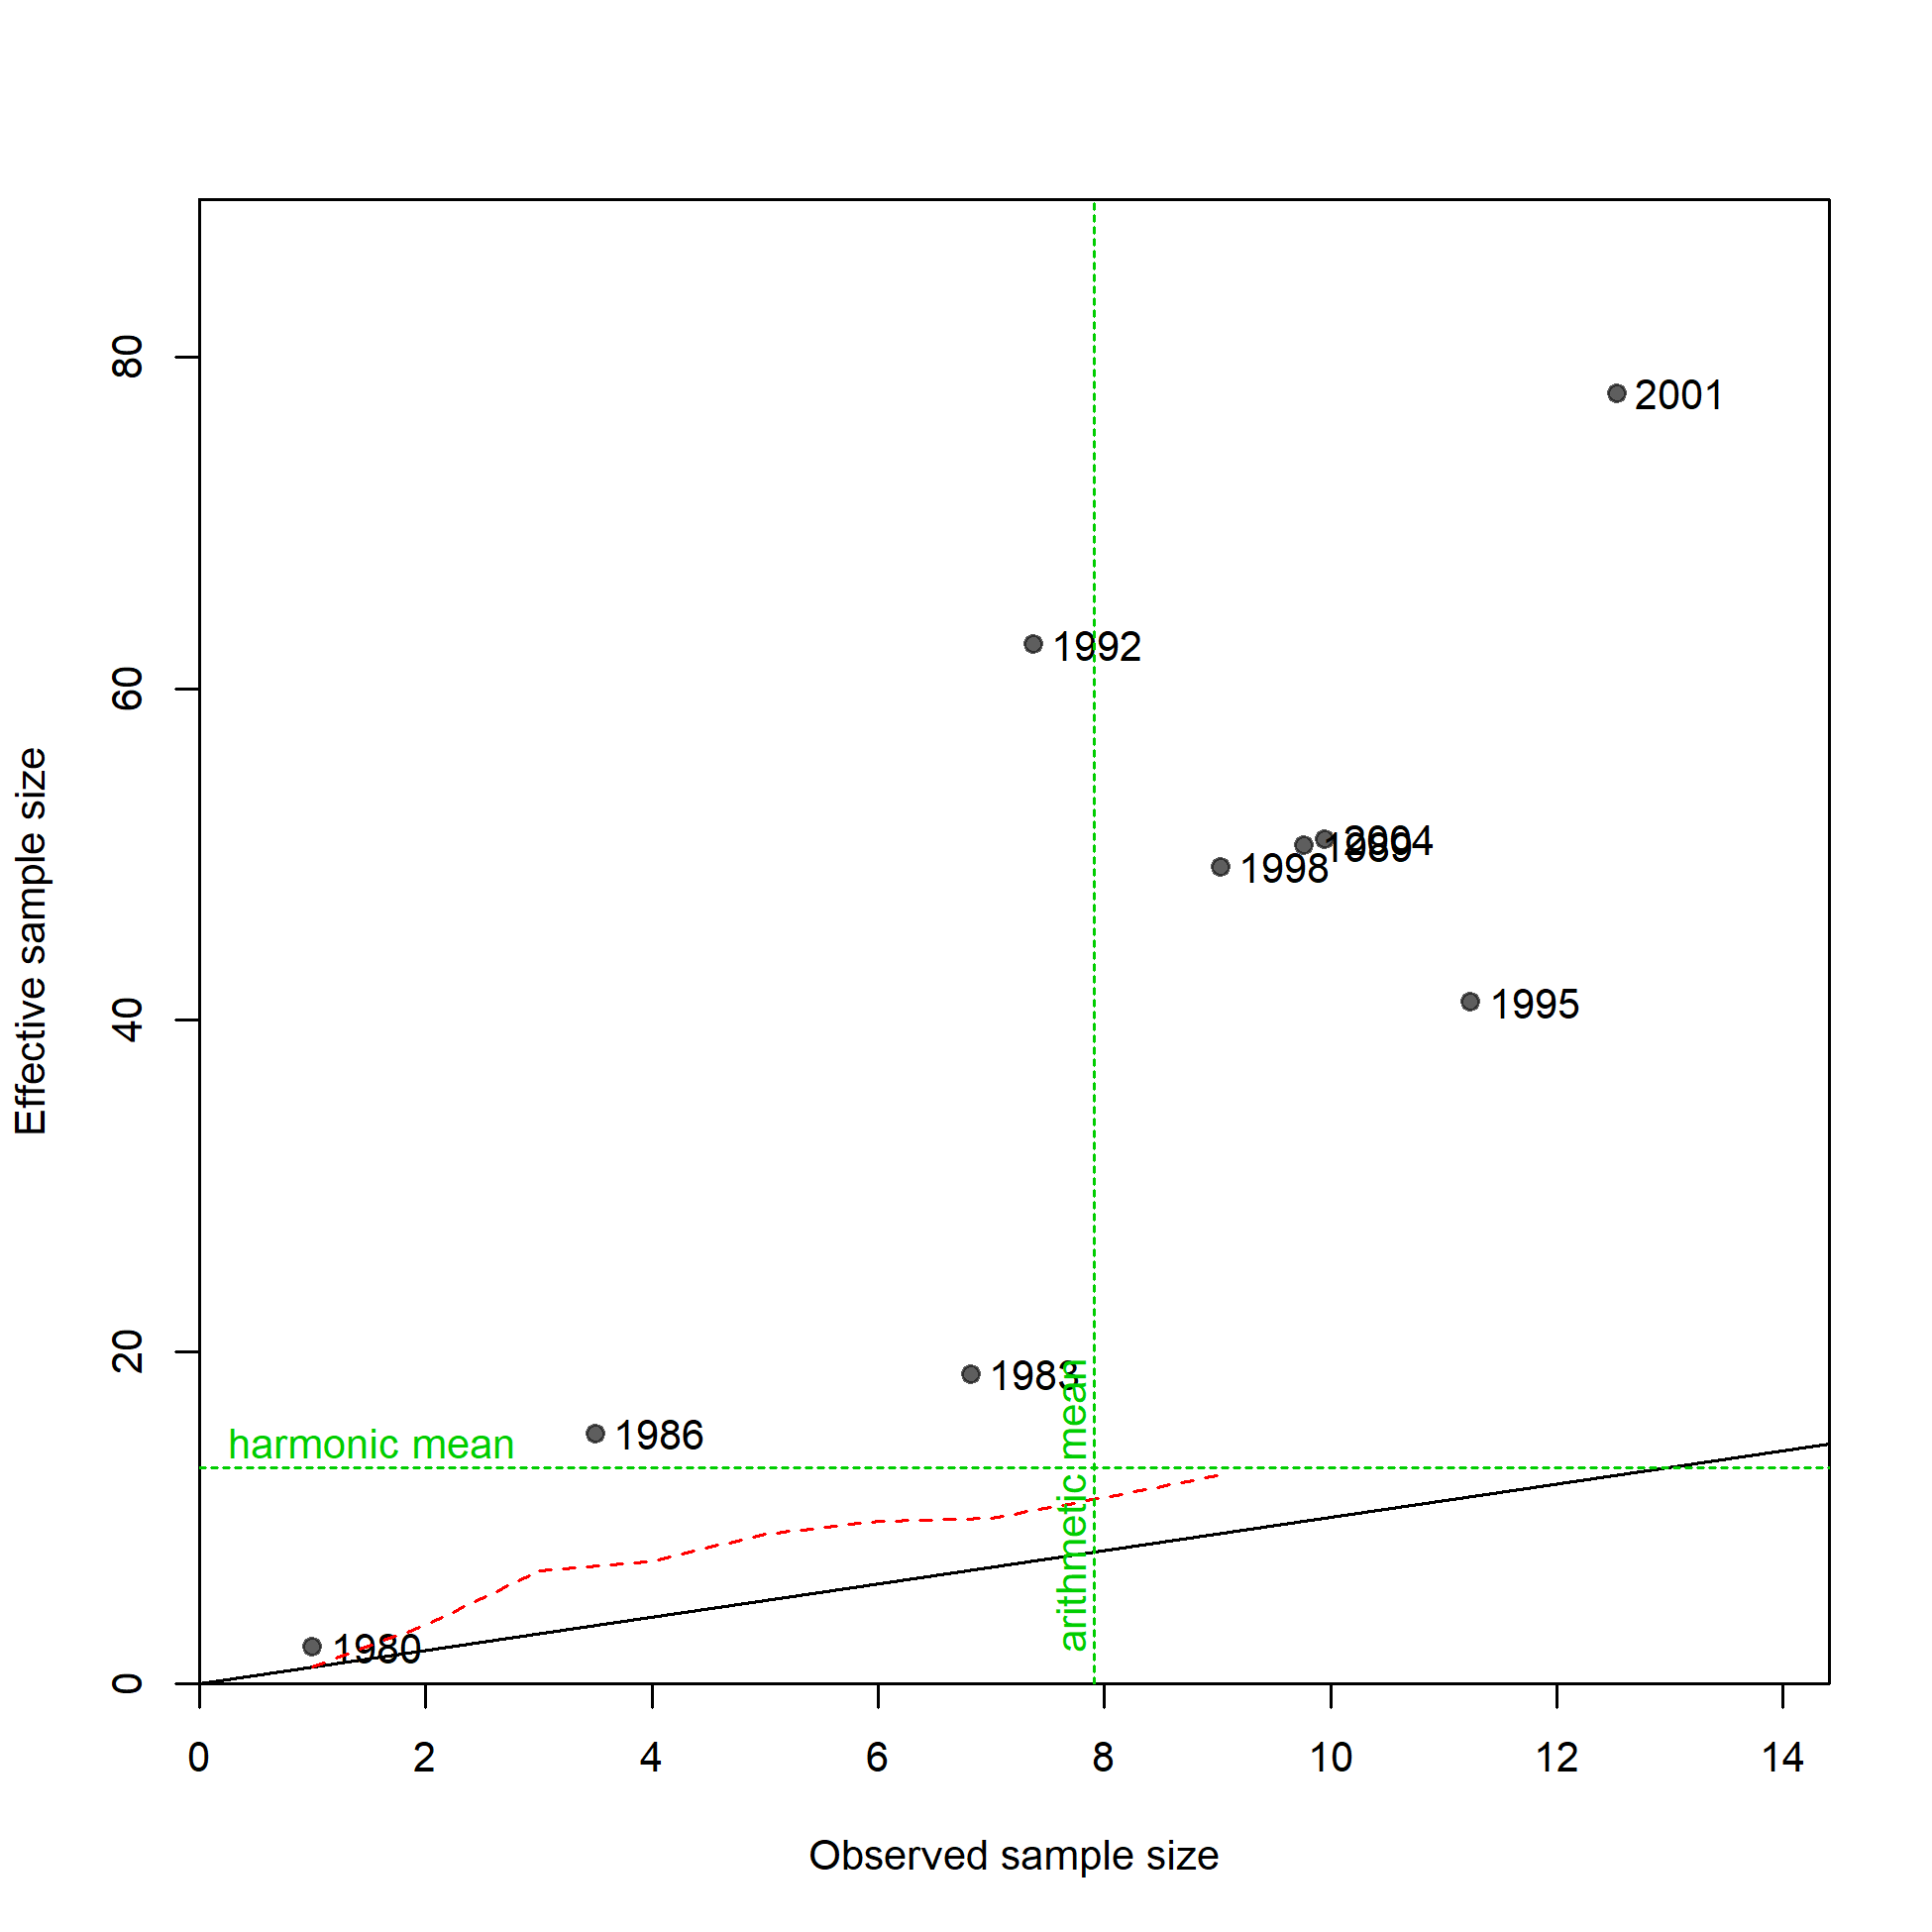 80
2001
1992
60
2004
1989
1998
40
1995
20
1983
1986
harmonic mean
1980
0
arithmetic mean
Effective sample size
0 2 4 6 8 10 12 14
Observed sample size